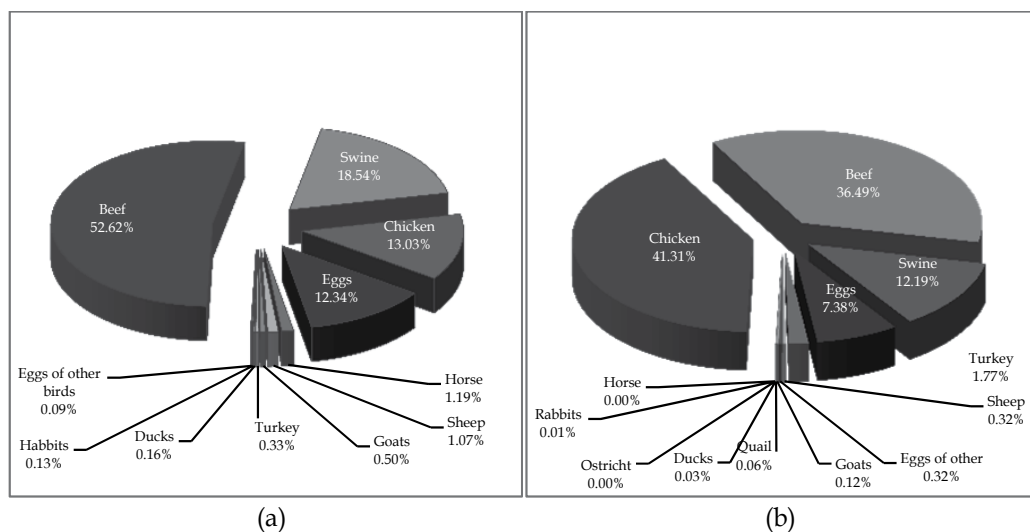 Beef
52.62%
Swine
18.54%
Chicken
13.03%
Eggs
12.34%
Eggs of other
birds
0.09%
Habbits
0.13%
Ducks
0.16%
Turkey
0.33%
Goats
0.50%
Sheep
1.07%
Horse
1.19%
(a)
Beef
36.49%
Chicken
41.31%
Swine
12.19%
Eggs
7.38%
Turkey
1.77%
Horse
0.00%
Rabbits
0.01%
Ostricht
0.00%
Ducks
0.03%
Quail
0.06%
Goats
0.12%
Eggs of other
0.32%
Sheep
0.32%
(b)